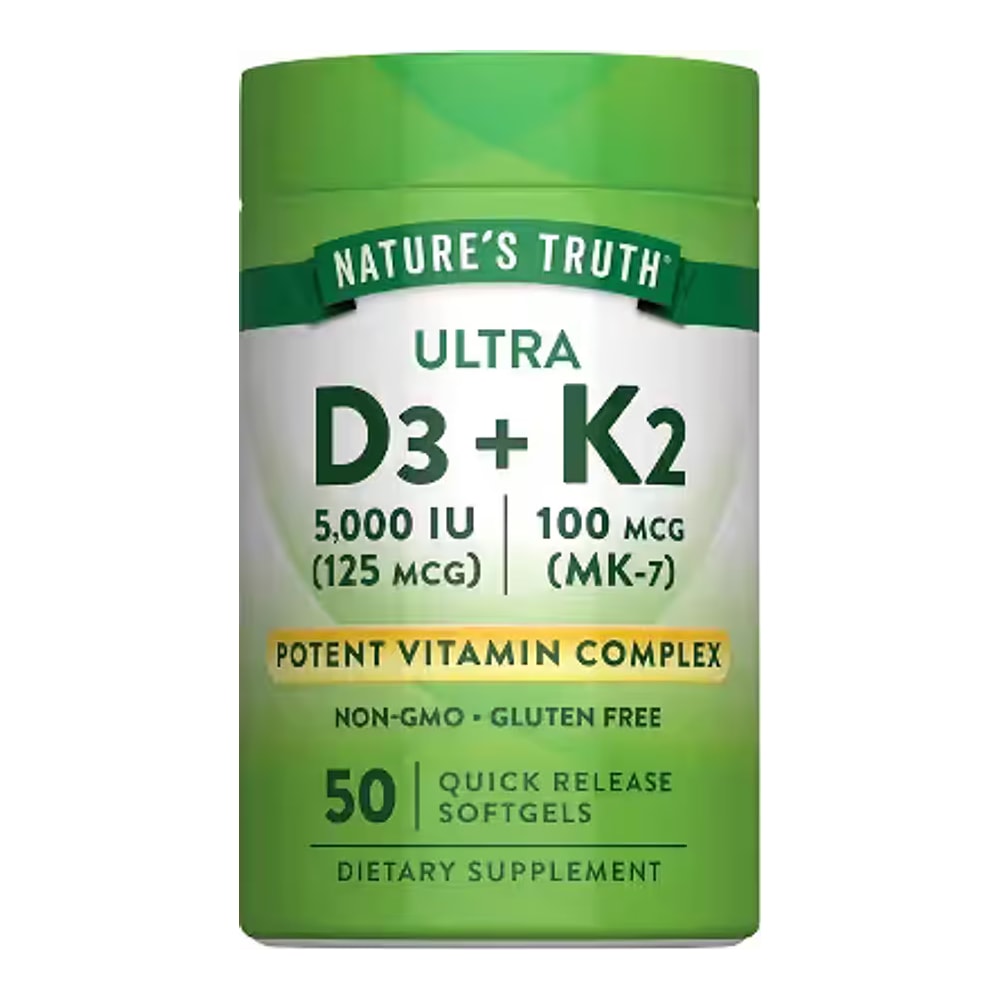 NATURE'S TRUTH®
ULTRA
D3 + K2
5,000 IU | 100 MCG
(125 MCG) | (MK-7)
POTENT VITAMIN COMPLEX
NON-GMO • GLUTEN FREE
50 | QUICK RELEASE
SOFTGELS
DIETARY SUPPLEMENT